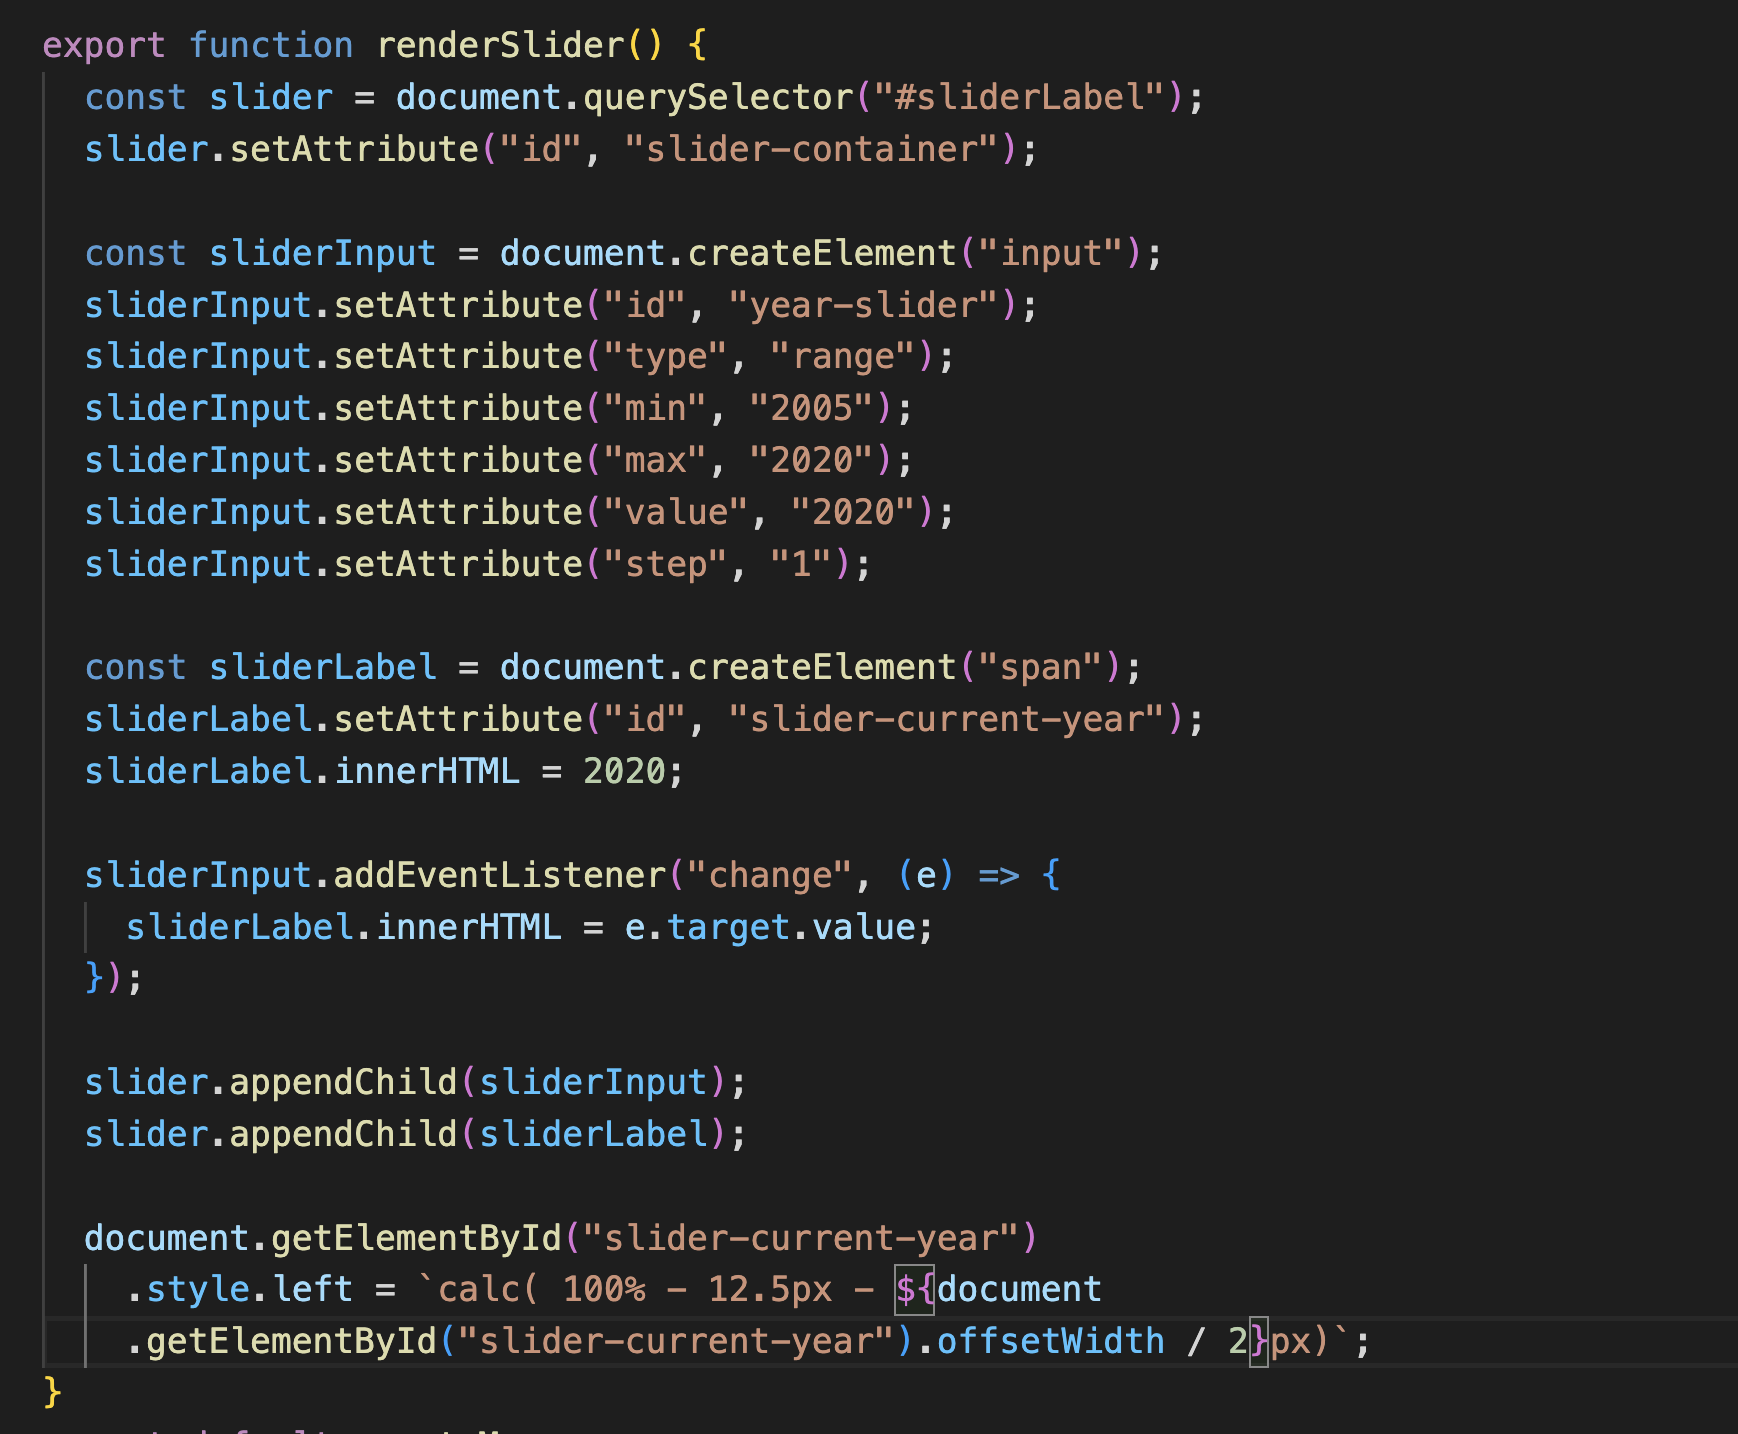 export function renderSlider() {
const slider = document.querySelector("#sliderLabel");
slider.setAttribute("id", "slider-container");
const sliderInput = document.createElement("input");
sliderInput.setAttribute("id", "year-slider");
sliderInput.setAttribute("type", "range");
sliderInput.setAttribute("min", "2005");
sliderInput.setAttribute("max", "2020");
sliderInput.setAttribute("value", "2020");
sliderInput.setAttribute("step", "1");
const sliderLabel = document.createElement("span");
sliderLabel.setAttribute("id", "slider-current-year");
sliderLabel.innerHTML = 2020;
sliderInput.addEventListener("change", (e) => {
sliderLabel.innerHTML = e.target.value;
});
slider.appendChild(sliderInput);
slider.appendChild(sliderLabel);
document.getElementById("slider-current-year")
.style.left = `calc( 100% - 12.5px - ${document
.getElementById("slider-current-year").offsetWidth / 2}px)`;
}